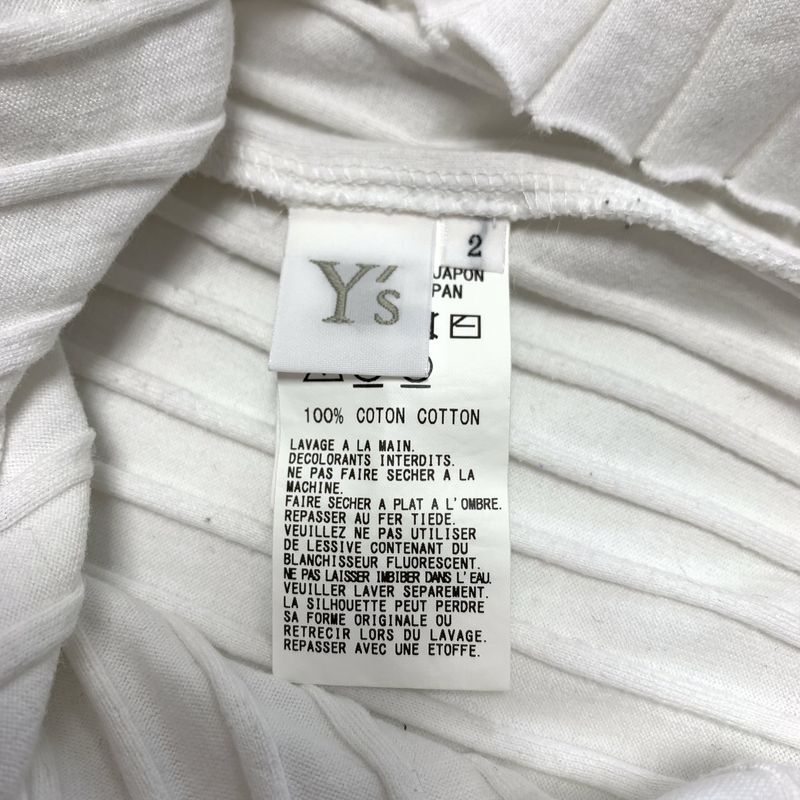 2
Y's
JAPON
PAN
100% COTON COTTON
LAVAGE A LA MAIN.
DECOLORANTS INTERDITS.
NE PAS FAIRE SECHER A LA
MACHINE.
FAIRE SECHER A PLAT A L'OMBRE.
REPASSER AU FER TIEDE.
VEUILLEZ NE PAS UTILISER
DE LESSIVE CONTENANT DU
BLANCHISSEUR FLUORESCENT.
NE PAS LAISSER IMBIBER DANS L'EAU.
VEUILLER LAVER SEPAREMENT.
LA SILHOUETTE PEUT PERDRE
SA FORME ORIGINALE OU
RETRECIR LORS DU LAVAGE.
REPASSER AVEC UNE ETOFFE.